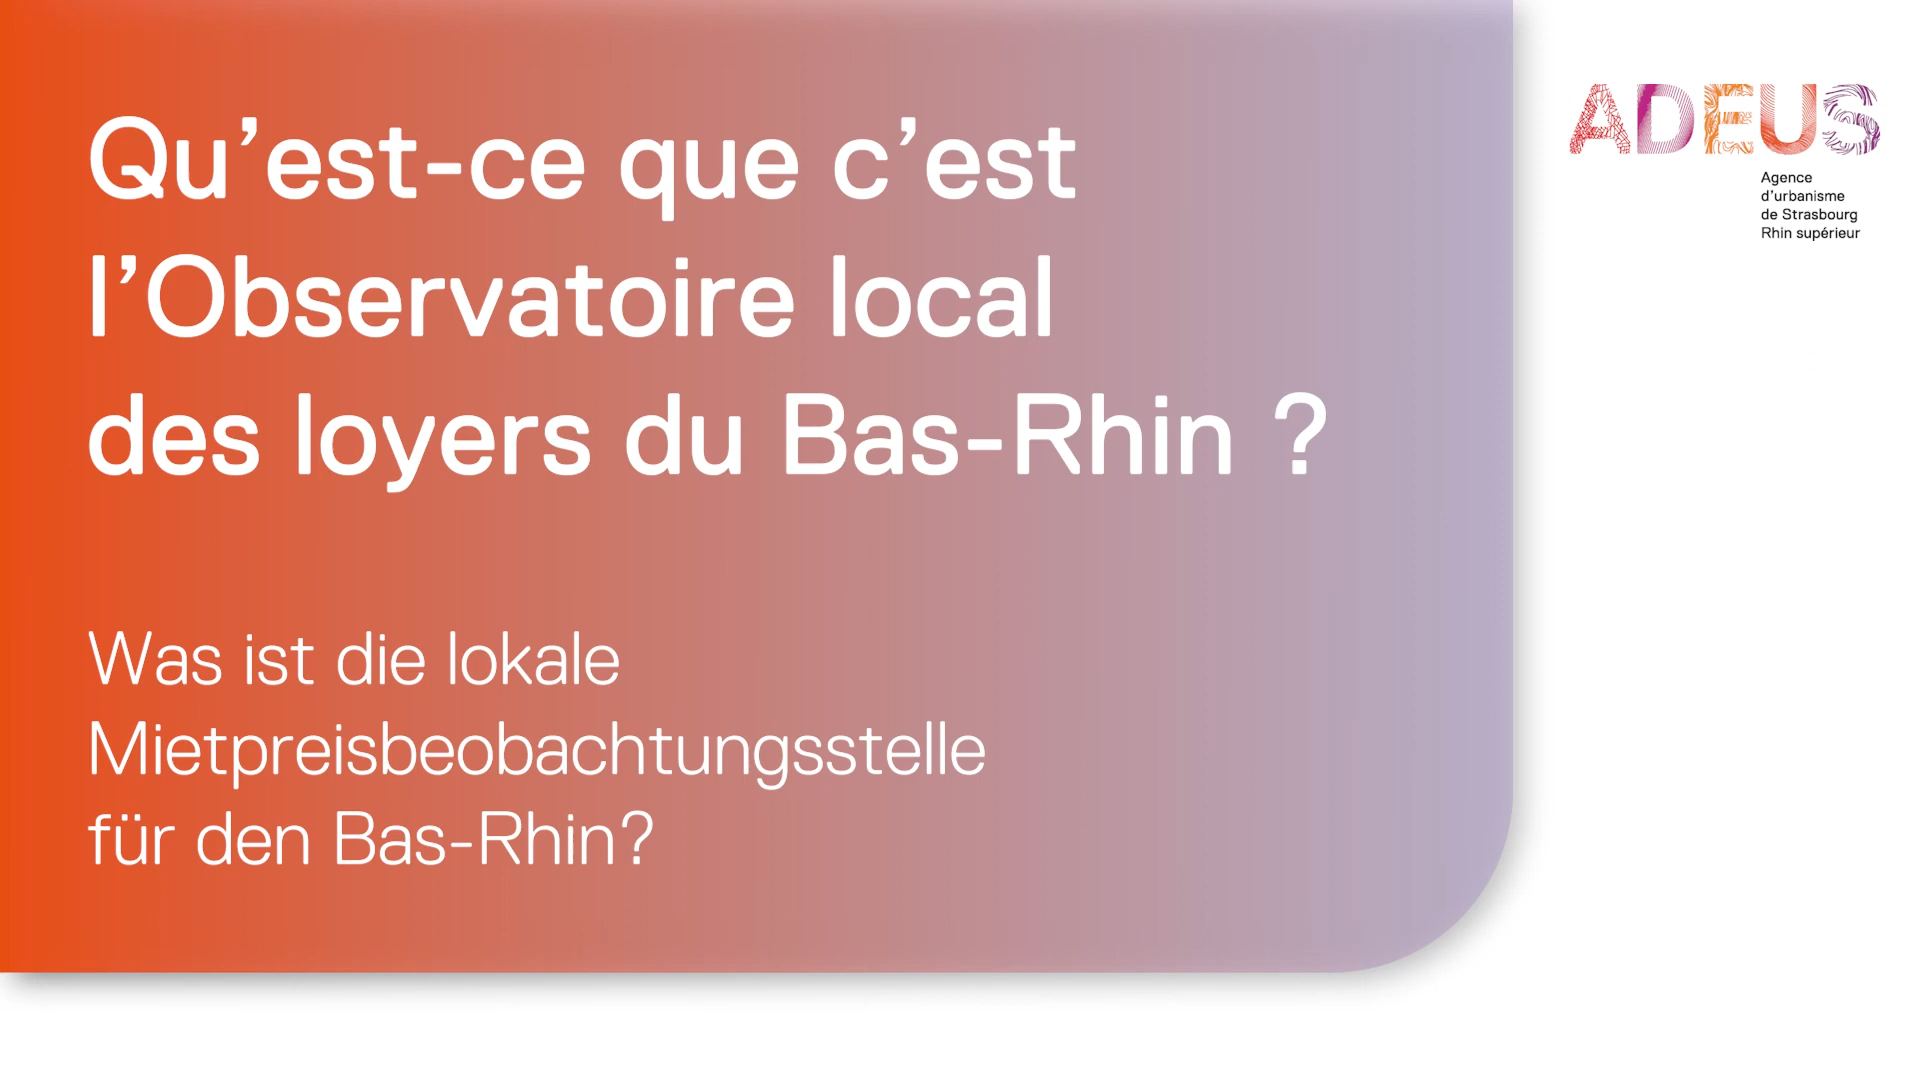 Qu’est-ce que c’est
l’Observatoire local
des loyers du Bas-Rhin ?
Was ist die lokale
Mietpreisbeobachtungsstelle
für den Bas-Rhin?
ADEUS
Agence
d’urbanisme
de Strasbourg
Rhin supérieur